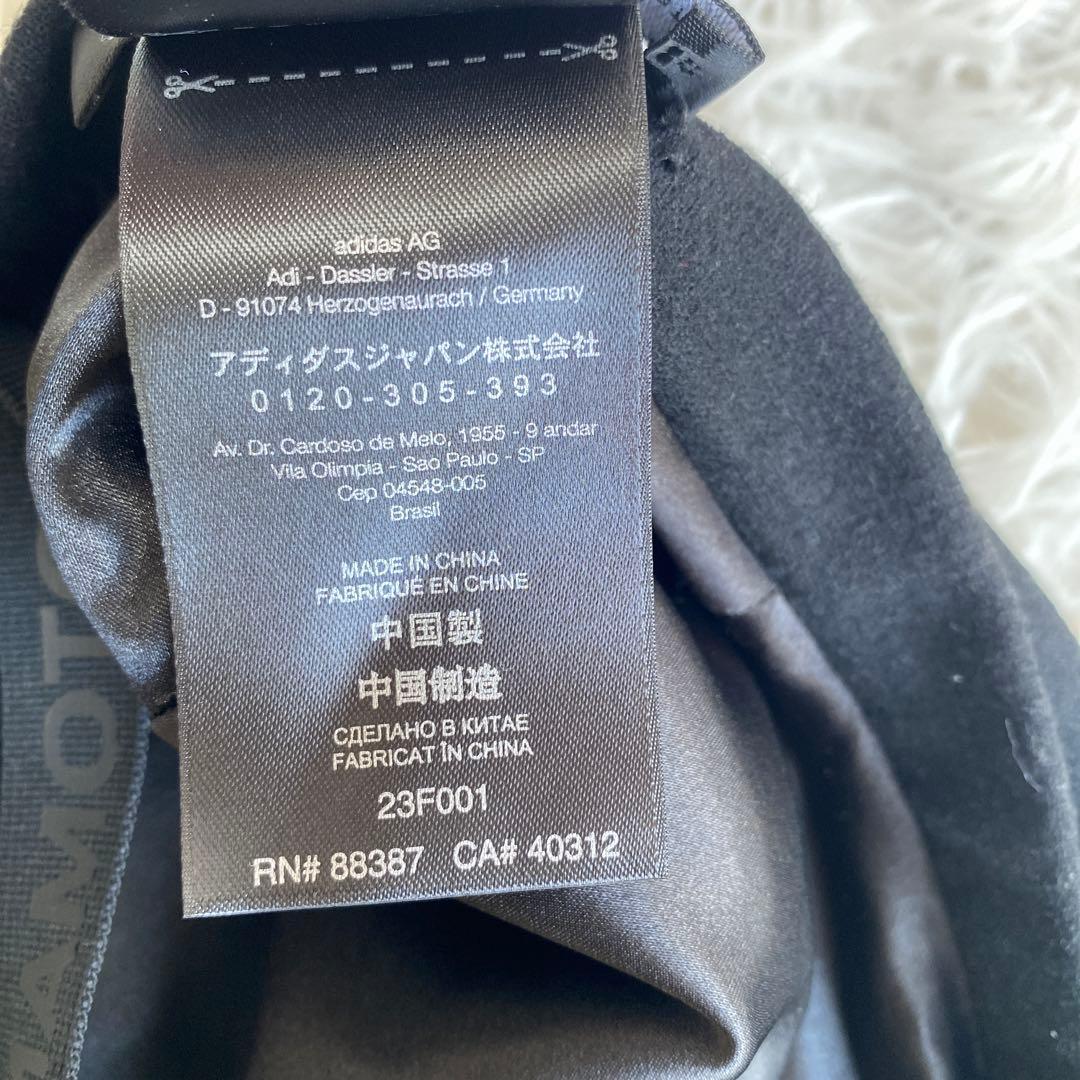 adidas AG
Adi - Dassler - Strasse 1
D - 91074 Herzogenaurach / Germany
アディダスジャパン株式会社
0120-305-393
Av. Dr. Cardoso de Melo, 1955 - 9 andar
Vila Olimpia - Sao Paulo - SP
Cep 04548-005
Brasil
MADE IN CHINA
FABRIQUE EN CHINE
中国製
中国制造
СДЕЛАНО В КИТАЕ
FABRICAT ÎN CHINA
23F001
RN# 88387 CA# 40312